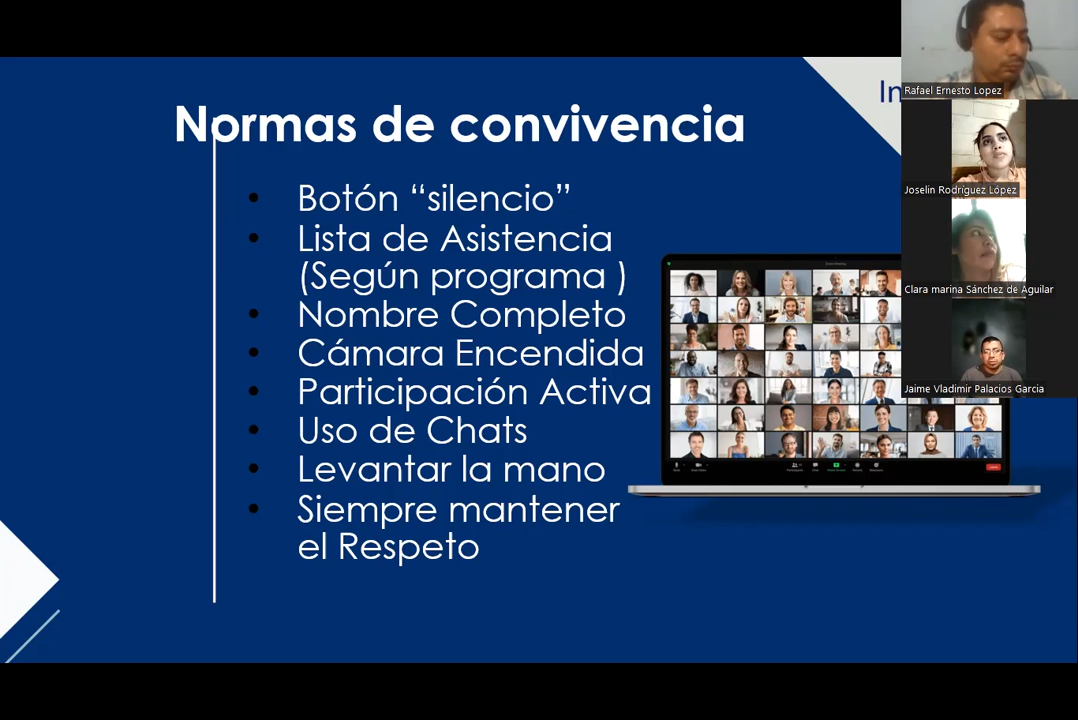 Normas de convivencia
Botón “silencio”
Lista de Asistencia
(Según programa )
Nombre Completo
Cámara Encendida
Participación Activa
Uso de Chats
Levantar la mano
Siempre mantener
el Respeto
In
Rafael Ernesto Lopez
Joselin Rodríguez López
Clara marina Sánchez de Aguilar
Jaime Vladimir Palacios Garcia